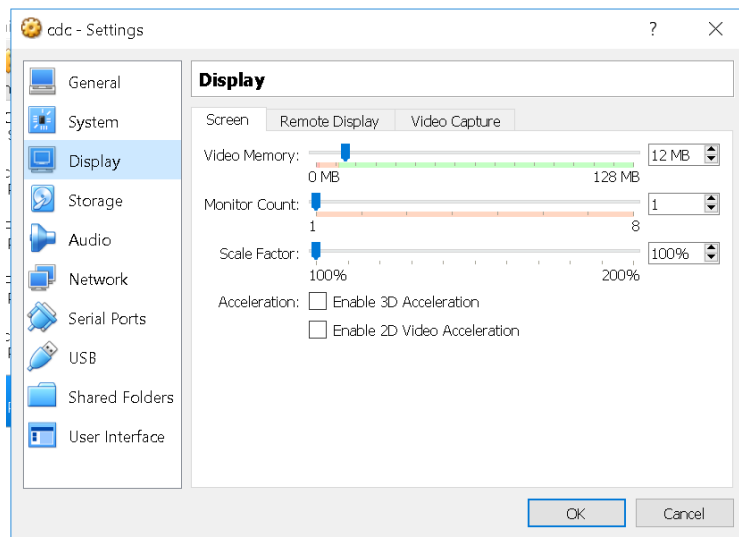 cdc - Settings ?
General
System
Display
Storage
Audio
Network
Serial Ports
USB
Shared Folders
User Interface
Display
Screen Remote Display Video Capture
Video Memory: 12 MB
0 MB 128 MB
Monitor Count: 1
1 8
Scale Factor: 100%
100% 200%
Acceleration: Enable 3D Acceleration
Enable 2D Video Acceleration
OK Cancel